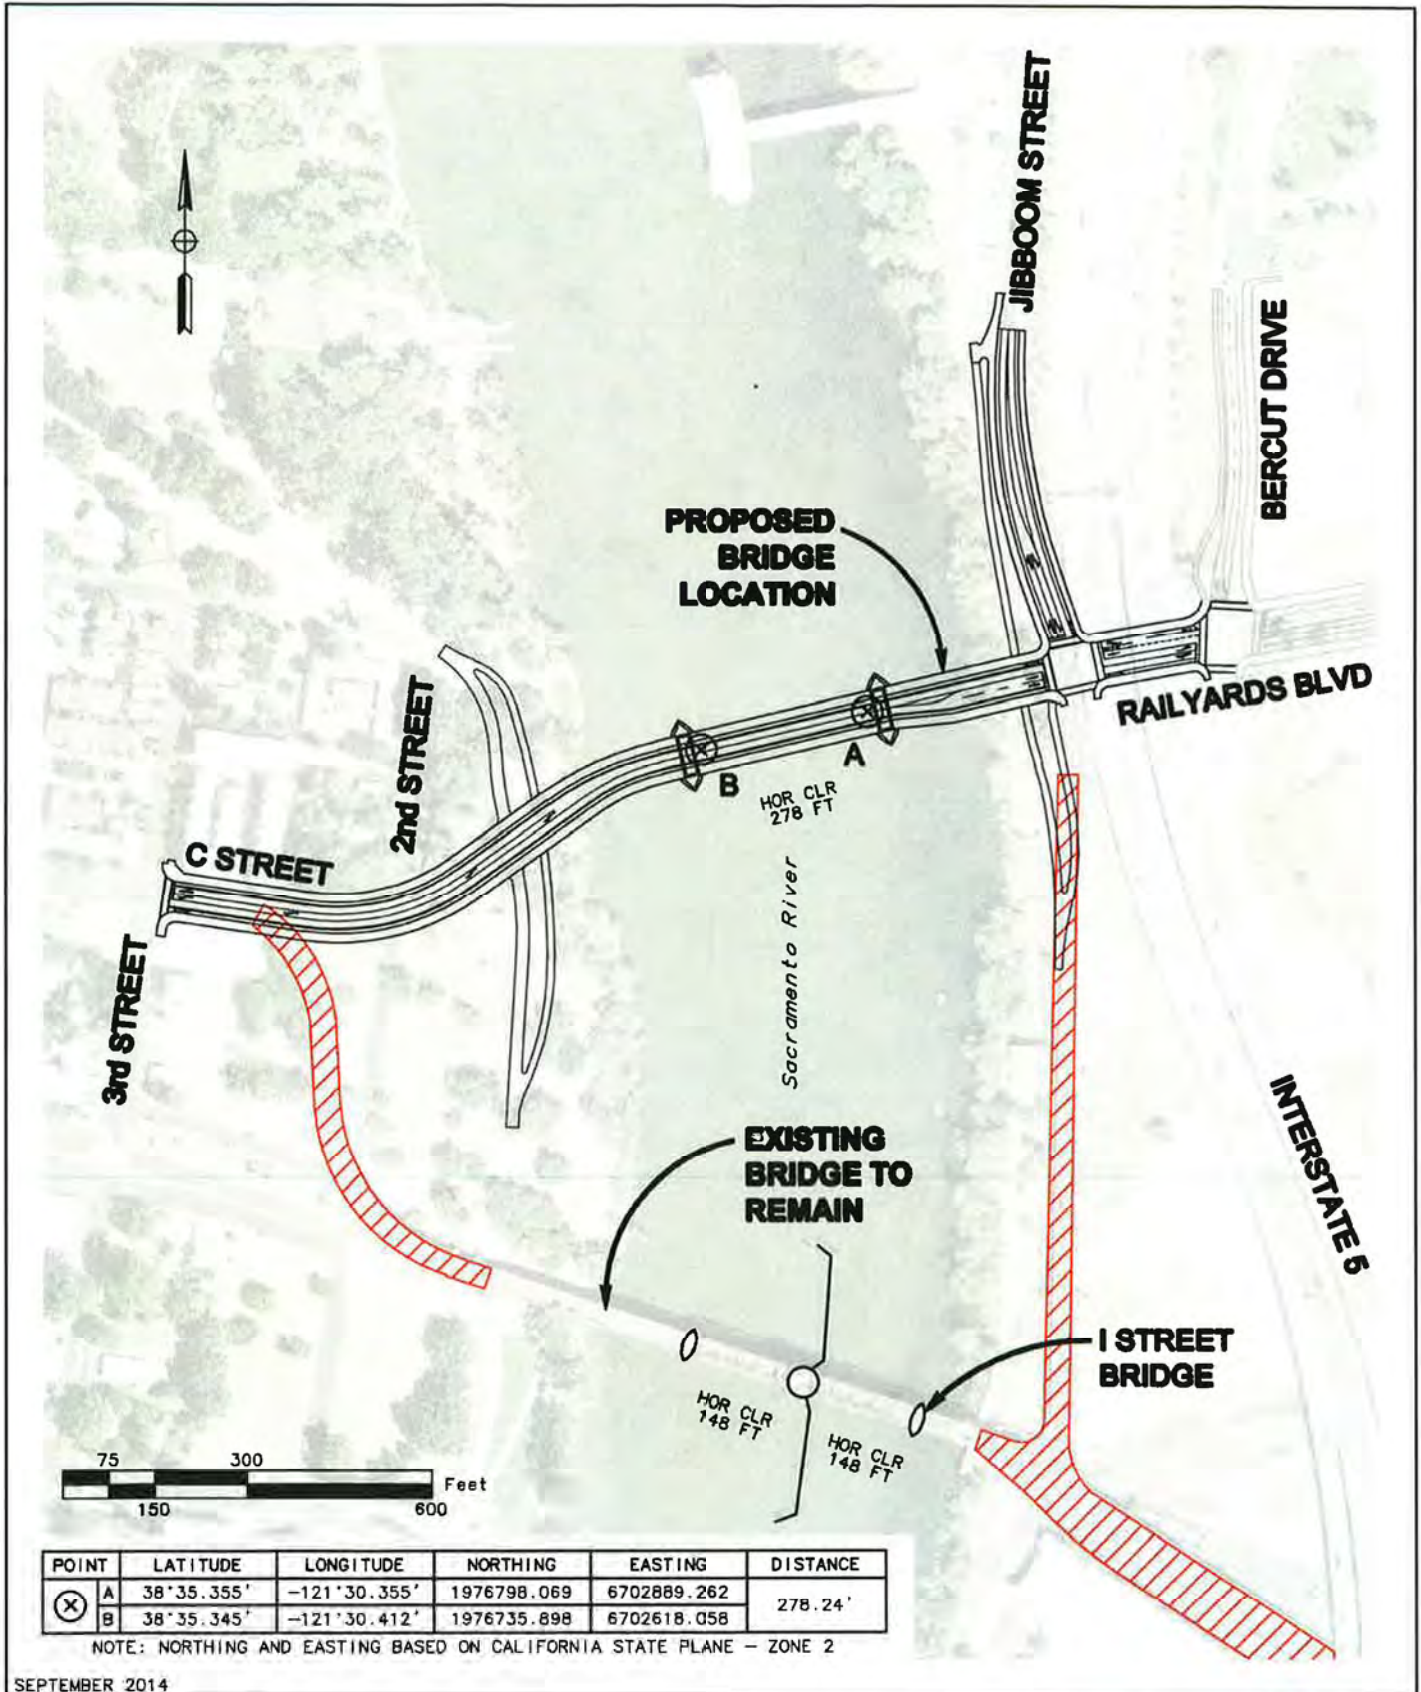 JIBBOOM STREET
BERCUT DRIVE
PROPOSED
BRIDGE
LOCATION
RAILYARDS BLVD
2nd STREET
A
B
HOR CLR
278 FT
C STREET
3rd STREET
Sacramento River
INTERSTATE 5
EXISTING
BRIDGE TO
REMAIN
I STREET
BRIDGE
HOR CLR
148 FT
HOR CLR
148 FT
75 300
Feet
150 600
POINT LATITUDE LONGITUDE NORTHING EASTING DISTANCE
A 38°35.355' -121°30.355' 1976798.069 6702889.262 278.24'
B 38°35.345' -121°30.412' 1976735.898 6702618.058
NOTE: NORTHING AND EASTING BASED ON CALIFORNIA STATE PLANE – ZONE 2
SEPTEMBER 2014